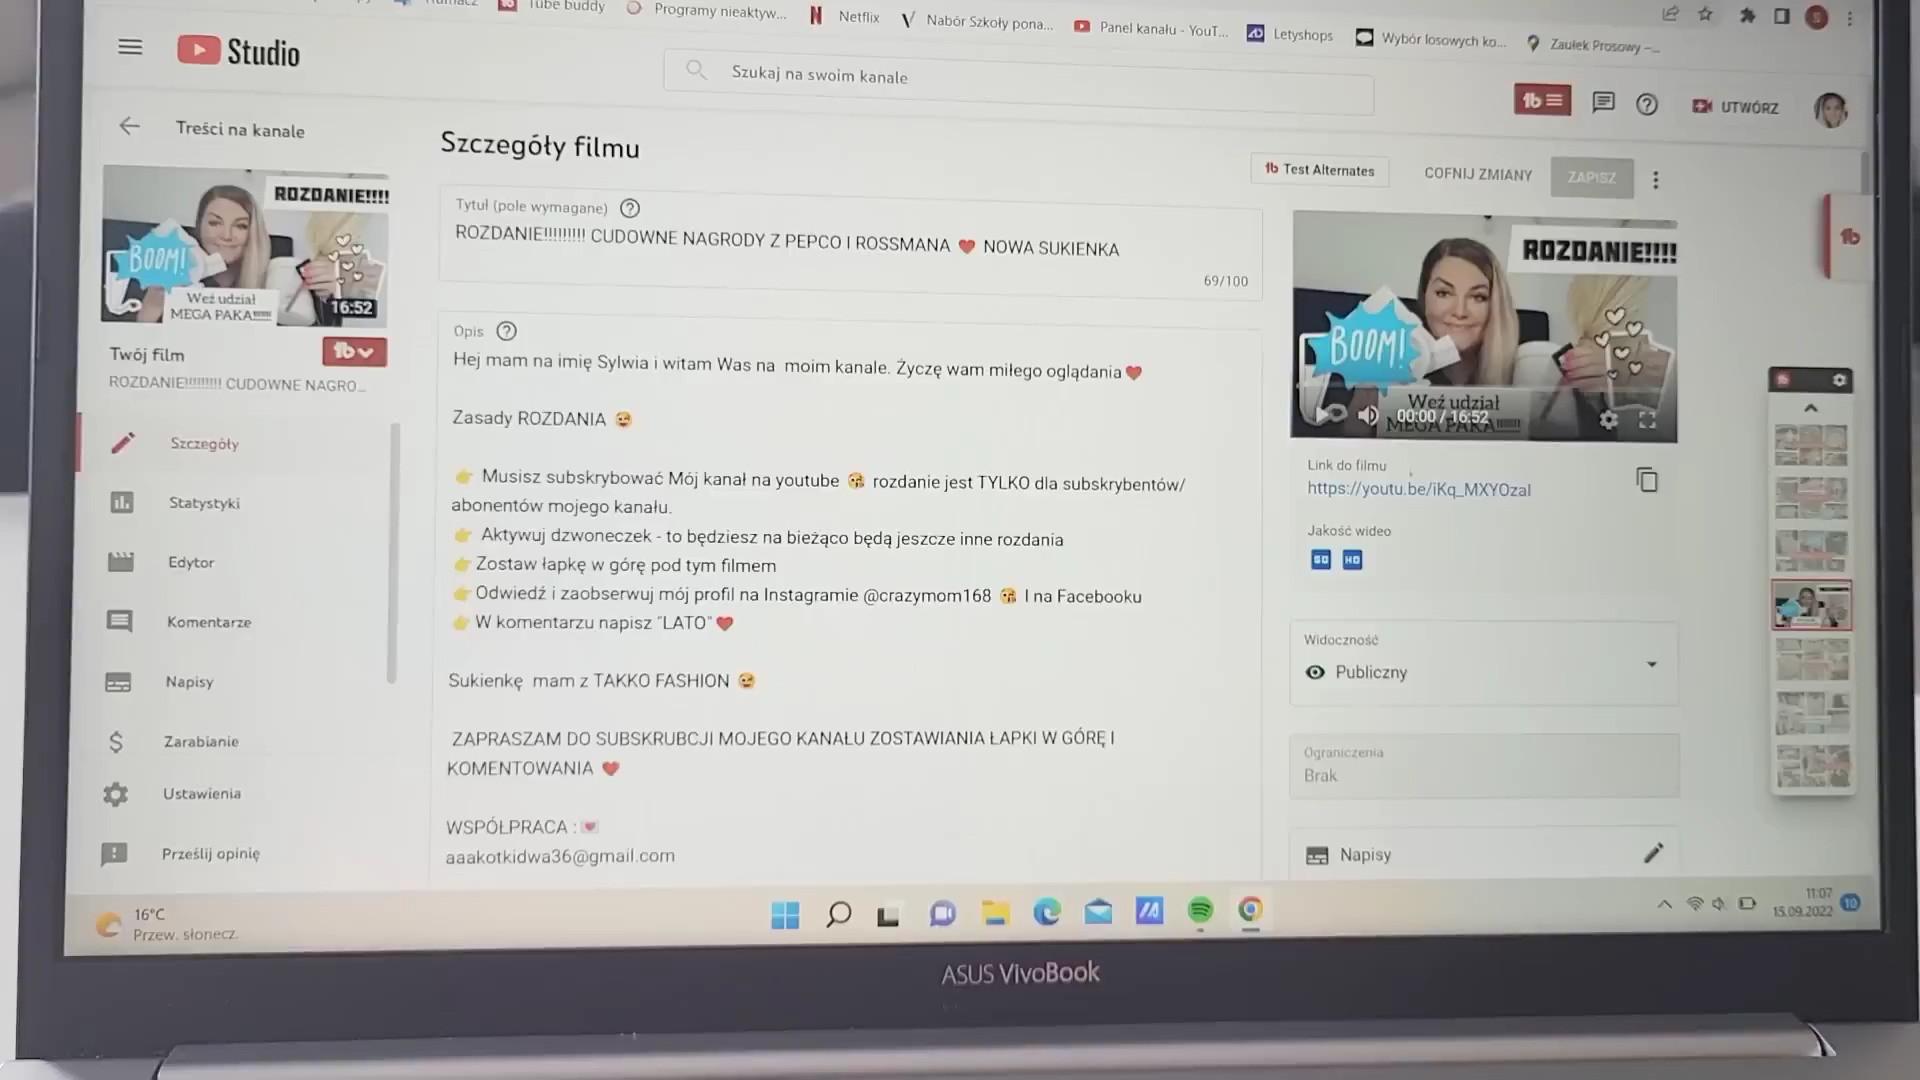 Tube buddy
Programy nieaktyw...
Netflix
Nabór Szkoły pona...
Panel kanału - YouT...
Letyshops
Wybór losowych ko...
Zaułek Prosowy –...
Studio
Szukaj na swoim kanale
UTWÓRZ
Treści na kanale
Szczegóły filmu
Test Alternates
COFNIJ ZMIANY
ZAPISZ
ROZDANIE!!!!
BOOM!
Weź udział
MEGA PAKA!!!!!!
16:52
Twój film
ROZDANIE!!!!!!!!! CUDOWNE NAGRO...
Szczegóły
Statystyki
Edytor
Komentarze
Napisy
Zarabianie
Ustawienia
Prześlij opinię
Tytuł (pole wymagane)
ROZDANIE!!!!!!!!! CUDOWNE NAGRODY Z PEPCO I ROSSMANA ❤️ NOWA SUKIENKA
69/100
Opis
Hej mam na imię Sylwia i witam Was na moim kanale. Życzę wam miłego oglądania❤️
Zasady ROZDANIA 😉
👉 Musisz subskrybować Mój kanał na youtube 😘 rozdanie jest TYLKO dla subskrybentów/
abonentów mojego kanału.
👉 Aktywuj dzwoneczek - to będziesz na bieżąco będą jeszcze inne rozdania
👉 Zostaw łapkę w górę pod tym filmem
👉 Odwiedź i zaobserwuj mój profil na Instagramie @crazymom168 😘 I na Facebooku
👉 W komentarzu napisz "LATO"❤️
Sukienkę mam z TAKKO FASHION 😉
ZAPRASZAM DO SUBSKRUBCJI MOJEGO KANAŁU ZOSTAWIANIA ŁAPKI W GÓRĘ I
KOMENTOWANIA ❤️
WSPÓŁPRACA :💌
aaakotkidwa36@gmail.com
ROZDANIE!!!!
BOOM!
Weź udział
MEGA PAKA!!!!!!
00:00 / 16:52
Link do filmu
https://youtu.be/iKq_MXYOzaI
Jakość wideo
SD HD
Widoczność
Publiczny
Ograniczenia
Brak
Napisy
16°C
Przew. słonecz.
11:07
15.09.2022
10
ASUS VivoBook